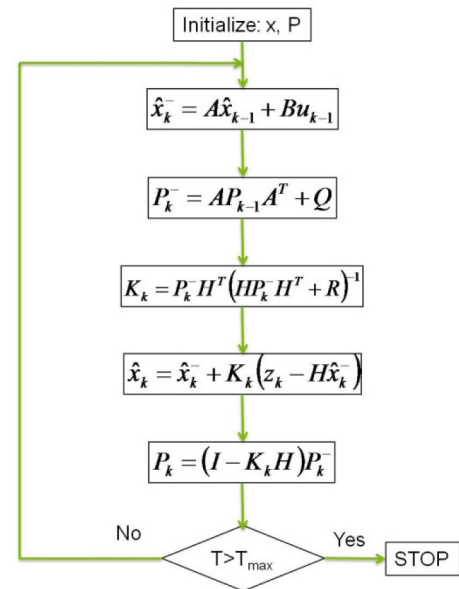 Initialize: x, P
x̂ₖ⁻ = Ax̂ₖ₋₁ + Buₖ₋₁
Pₖ⁻ = APₖ₋₁Aᵀ + Q
Kₖ = Pₖ⁻Hᵀ(HPₖ⁻Hᵀ + R)⁻¹
x̂ₖ = x̂ₖ⁻ + Kₖ(zₖ − Hx̂ₖ⁻)
Pₖ = (I − KₖH)Pₖ⁻
No
T>Tmax
Yes
STOP